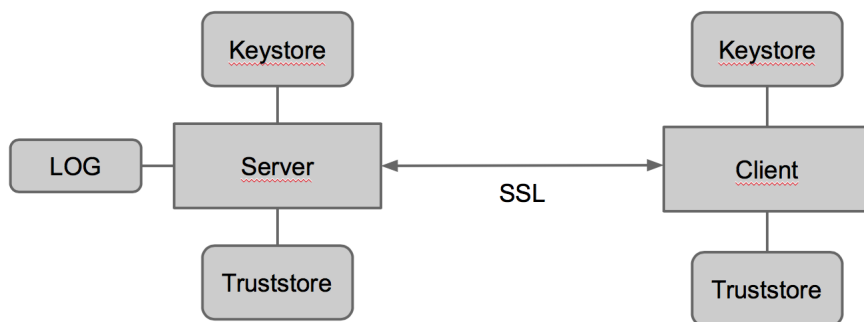 Keystore
Keystore
LOG
Server
Client
SSL
Truststore
Truststore